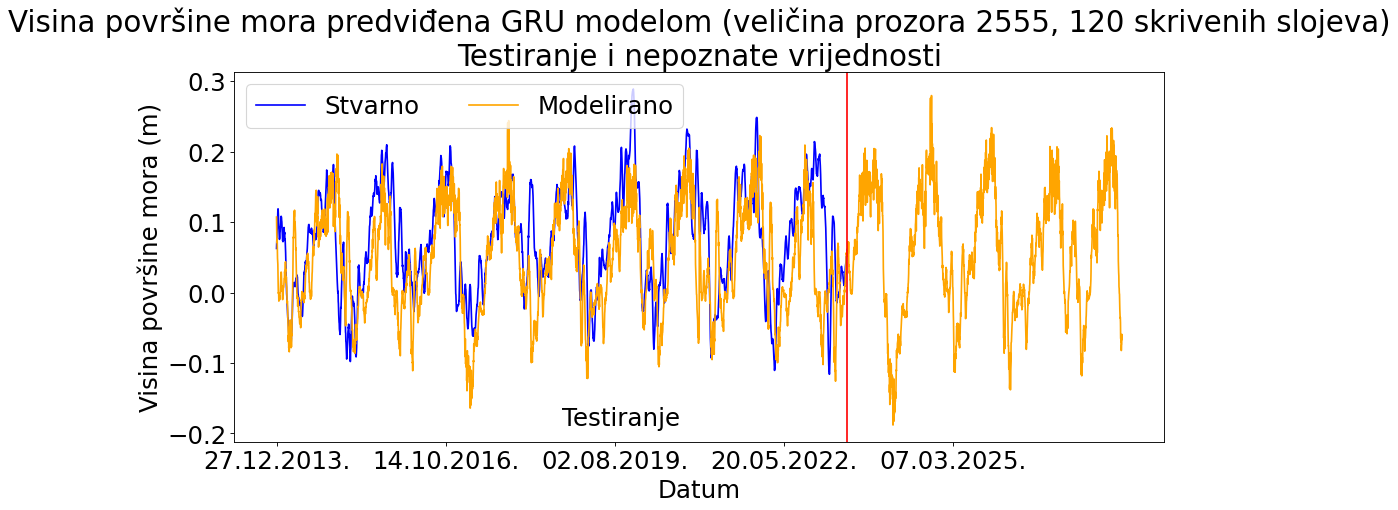 Visina površine mora predviđena GRU modelom (veličina prozora 2555, 120 skrivenih slojeva)
Testiranje i nepoznate vrijednosti
Stvarno
Modelirano
Visina površine mora (m)
0.3
0.2
0.1
0.0
−0.1
−0.2
Testiranje
27.12.2013.
14.10.2016.
02.08.2019.
20.05.2022.
07.03.2025.
Datum